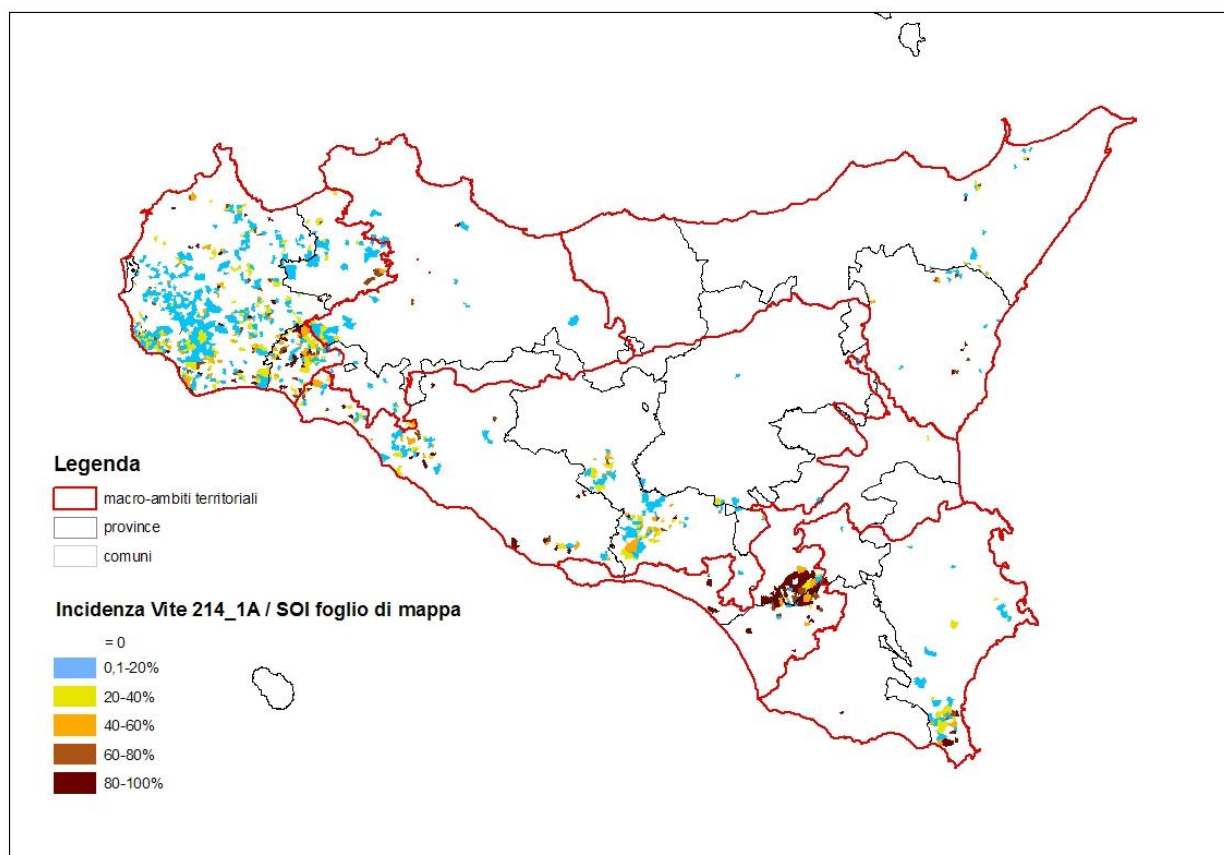 Legenda
macro-ambiti territoriali
province
comuni
Incidenza Vite 214_1A / SOI foglio di mappa
= 0
0,1-20%
20-40%
40-60%
60-80%
80-100%